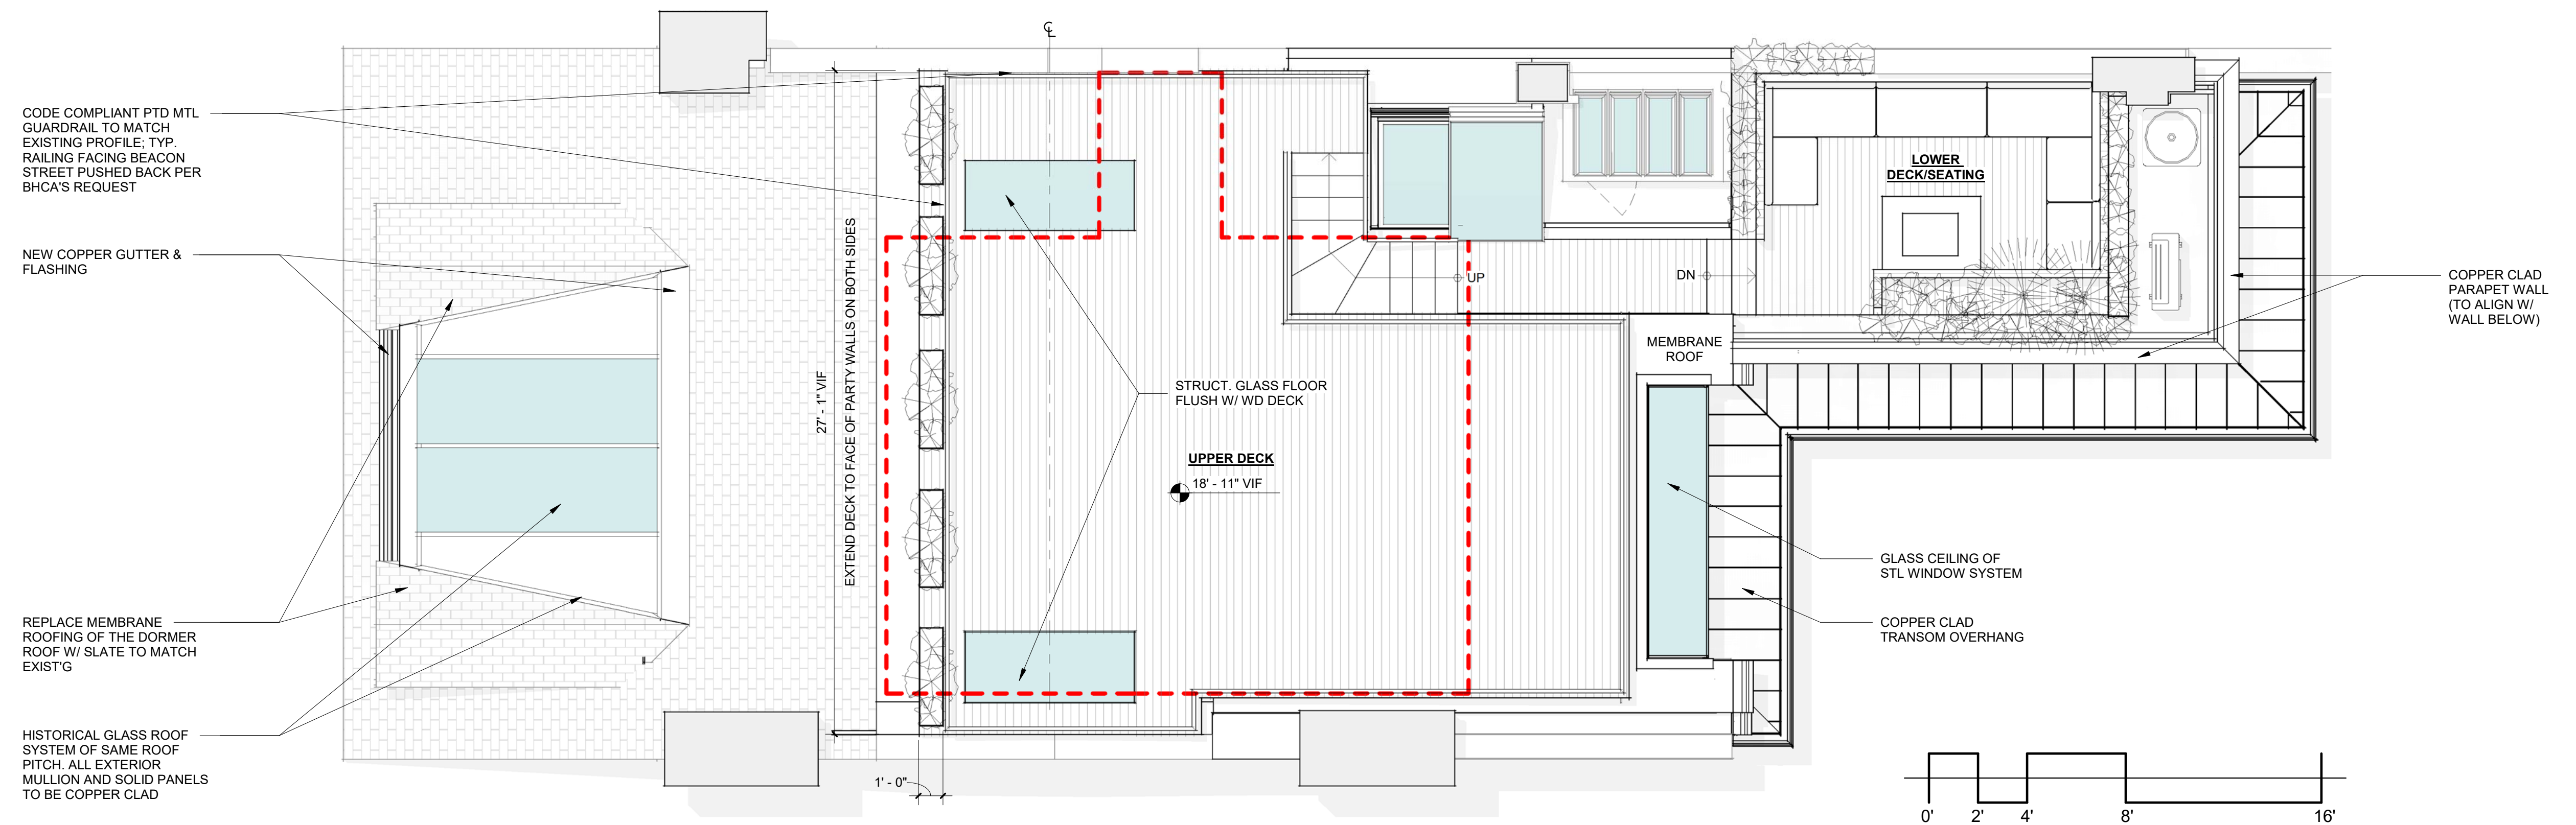 ℄
CODE COMPLIANT PTD MTL
GUARDRAIL TO MATCH
EXISTING PROFILE; TYP.
RAILING FACING BEACON
STREET PUSHED BACK PER
BHCA'S REQUEST
NEW COPPER GUTTER &
FLASHING
REPLACE MEMBRANE
ROOFING OF THE DORMER
ROOF W/ SLATE TO MATCH
EXIST'G
HISTORICAL GLASS ROOF
SYSTEM OF SAME ROOF
PITCH. ALL EXTERIOR
MULLION AND SOLID PANELS
TO BE COPPER CLAD
27' - 1" VIF
EXTEND DECK TO FACE OF PARTY WALLS ON BOTH SIDES
1' - 0"
STRUCT. GLASS FLOOR
FLUSH W/ WD DECK
UPPER DECK
18' - 11" VIF
UP
DN
LOWER
DECK/SEATING
MEMBRANE
ROOF
GLASS CEILING OF
STL WINDOW SYSTEM
COPPER CLAD
TRANSOM OVERHANG
COPPER CLAD
PARAPET WALL
(TO ALIGN W/
WALL BELOW)
0' 2' 4' 8' 16'